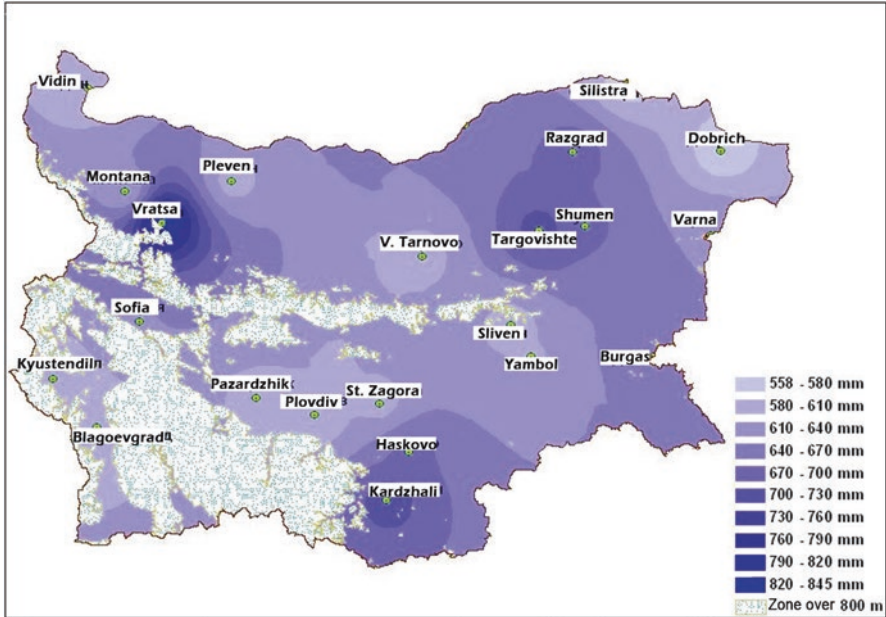 Vidin
Silistra
Razgrad
Dobrich
Pleven
Montana
Vratsa
Shumen
Varna
Targovishte
V. Tarnovo
Sofia
Sliven
Kyustendil
Yambol
Burgas
Pazardzhik
St. Zagora
Plovdiv
Blagoevgrad
Haskovo
Kardzhali
558 - 580 mm
580 - 610 mm
610 - 640 mm
640 - 670 mm
670 - 700 mm
700 - 730 mm
730 - 760 mm
760 - 790 mm
790 - 820 mm
820 - 845 mm
Zone over 800 m